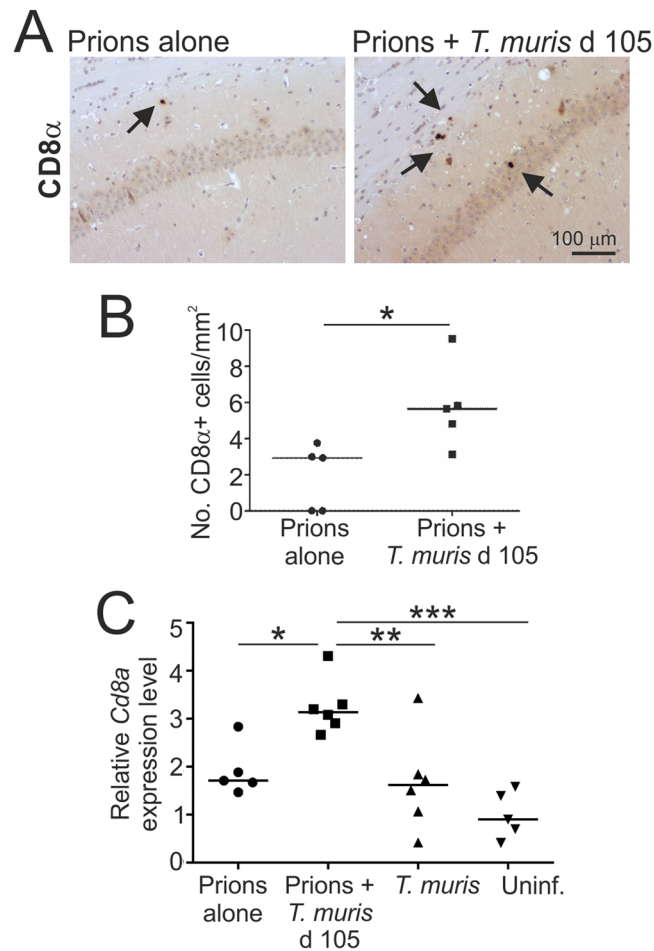 A
Prions alone
Prions + T. muris d 105
CD8α
100 μm
B
*
No. CD8α+ cells/mm²
10
8
6
4
2
0
Prions
alone
Prions +
T. muris d 105
C
***
*
**
Relative Cd8a
expression level
5
4
3
2
1
0
Prions
alone
Prions +
T. muris
d 105
T. muris
Uninf.